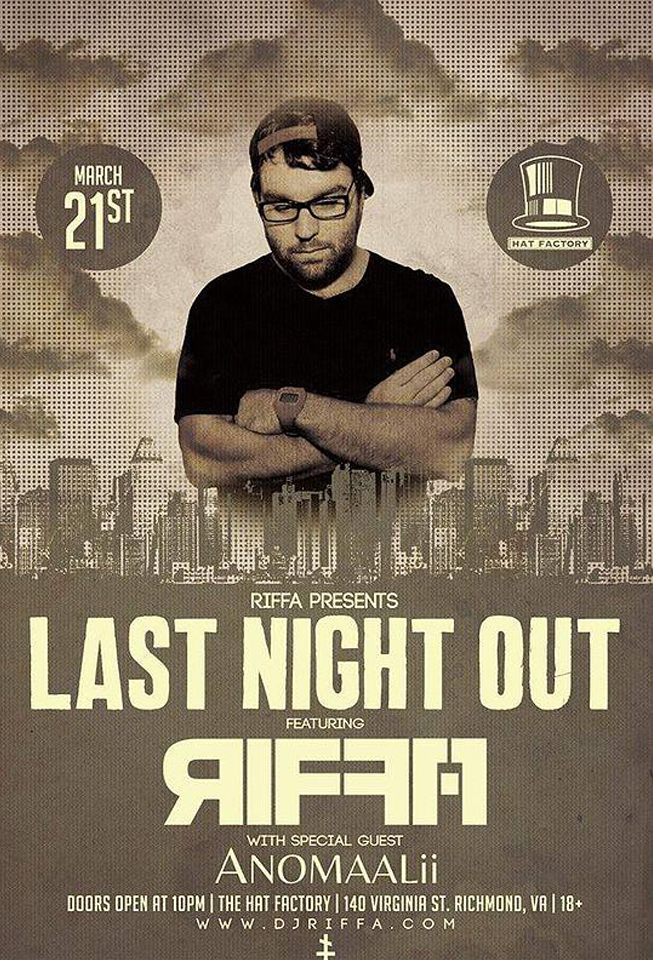 MARCH
21ST
HAT FACTORY
RIFFA PRESENTS
LAST NIGHT OUT
FEATURING
RIFFA
WITH SPECIAL GUEST
ANOMAALii
DOORS OPEN AT 10PM | THE HAT FACTORY | 140 VIRGINIA ST. RICHMOND, VA | 18+
WWW.DJRIFFA.COM